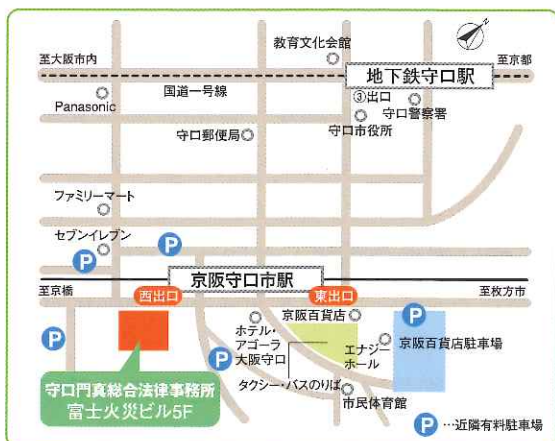 教育文化会館
至大阪市内
地下鉄守口駅
至京都
国道一号線
Panasonic
③出口
守口警察署
守口市役所
守口郵便局
ファミリーマート
セブンイレブン
P
P
京阪守口市駅
至京橋
西出口
東出口
至枚方市
京阪百貨店
P
P
ホテル・
アゴーラ
大阪守口
P
エナジー
ホール
京阪百貨店駐車場
タクシー・バスのりば
市民体育館
守口門真総合法律事務所
富士火災ビル5F
P …近隣有料駐車場